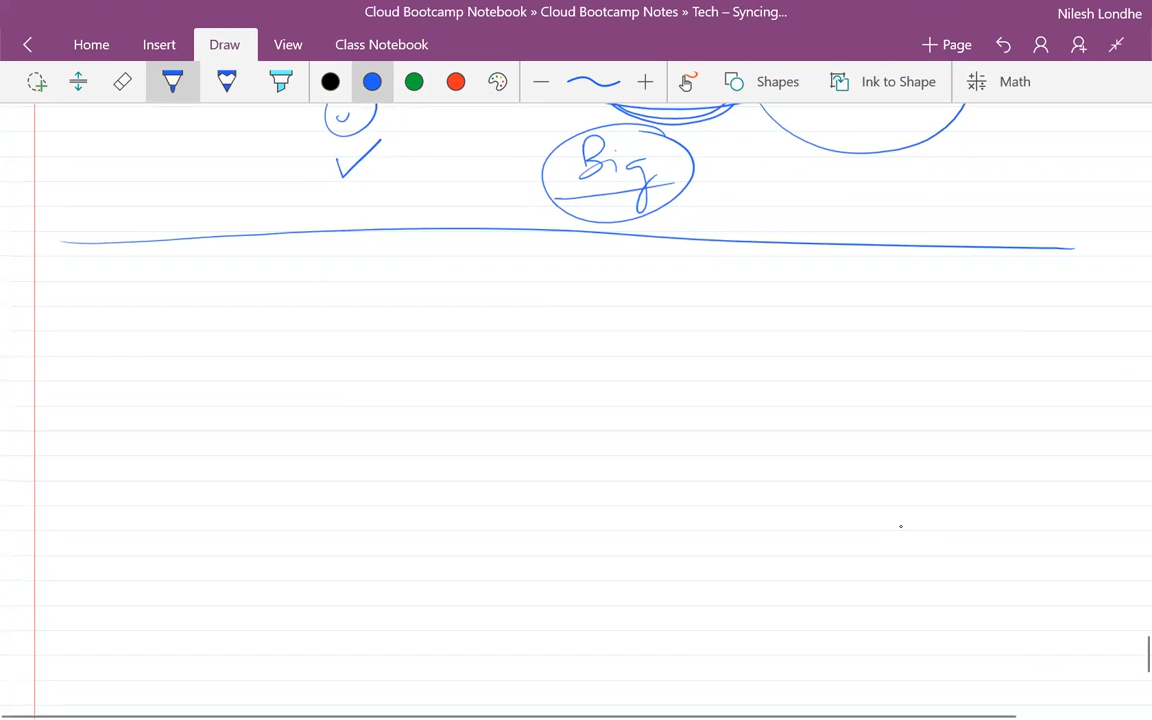 Cloud Bootcamp Notebook » Cloud Bootcamp Notes » Tech – Syncing...
Nilesh Londhe
Home Insert Draw View Class Notebook Page
Shapes Ink to Shape Math
Big